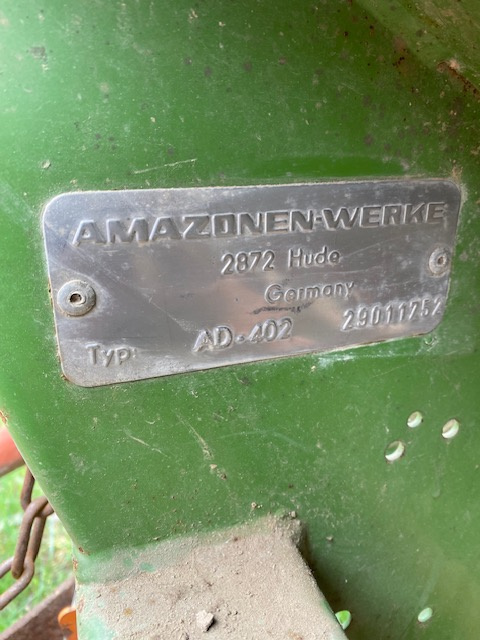 AMAZONEN-WERKE
2872 Hude
Germany
Typ: AD-402 29011252